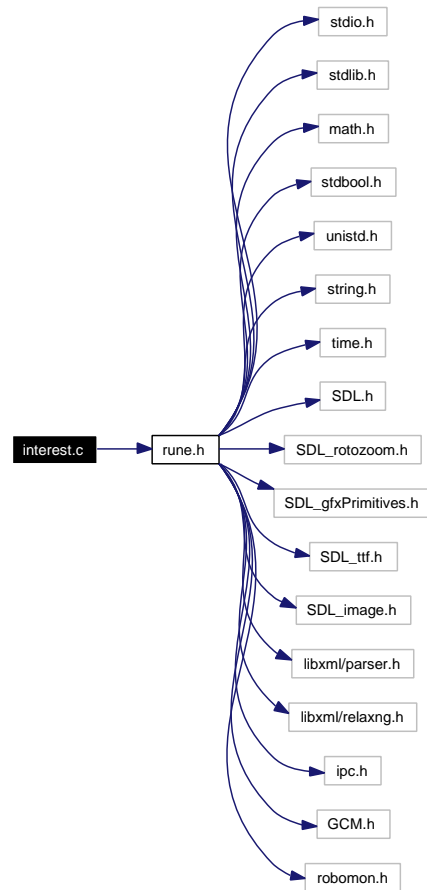 stdio.h
stdlib.h
math.h
stdbool.h
unistd.h
string.h
time.h
SDL.h
interest.c
rune.h
SDL_rotozoom.h
SDL_gfxPrimitives.h
SDL_ttf.h
SDL_image.h
libxml/parser.h
libxml/relaxng.h
ipc.h
GCM.h
robomon.h